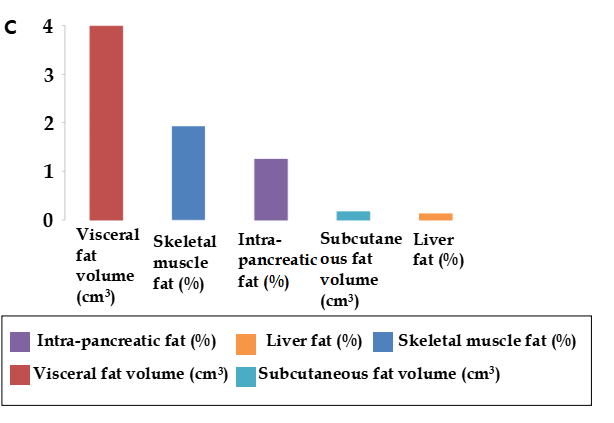 C
4
3
2
1
0
Visceral
fat
volume
(cm³)
Skeletal
muscle
fat (%)
Intra-
pancreatic
fat (%)
Subcutane
ous fat
volume
(cm³)
Liver
fat (%)
Intra-pancreatic fat (%)
Liver fat (%)
Skeletal muscle fat (%)
Visceral fat volume (cm³)
Subcutaneous fat volume (cm³)